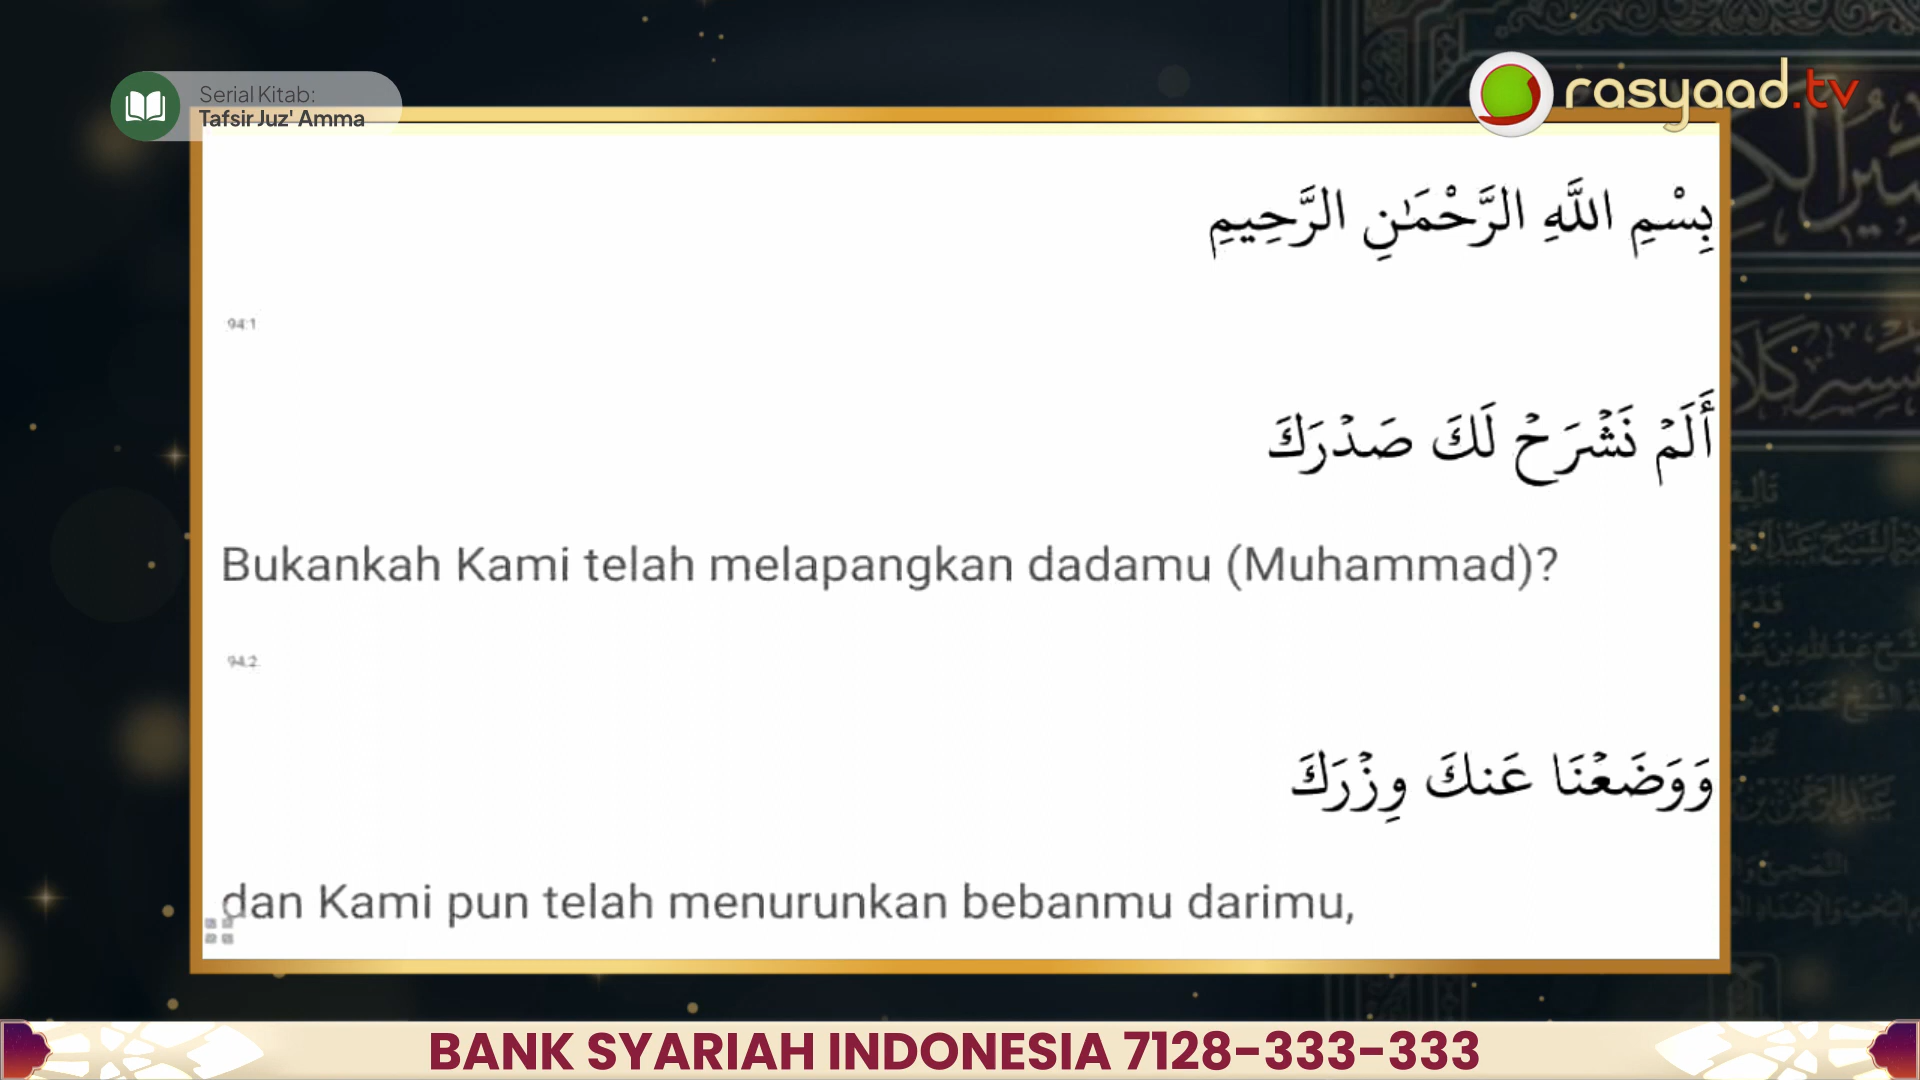 Serial Kitab:
Tafsir Juz' Amma
rasyaad.tv
بِسْمِ اللَّهِ الرَّحْمَٰنِ الرَّحِيمِ
94:1
أَلَمْ نَشْرَحْ لَكَ صَدْرَكَ
Bukankah Kami telah melapangkan dadamu (Muhammad)?
94:2
وَوَضَعْنَا عَنكَ وِزْرَكَ
dan Kami pun telah menurunkan bebanmu darimu,
BANK SYARIAH INDONESIA 7128-333-333